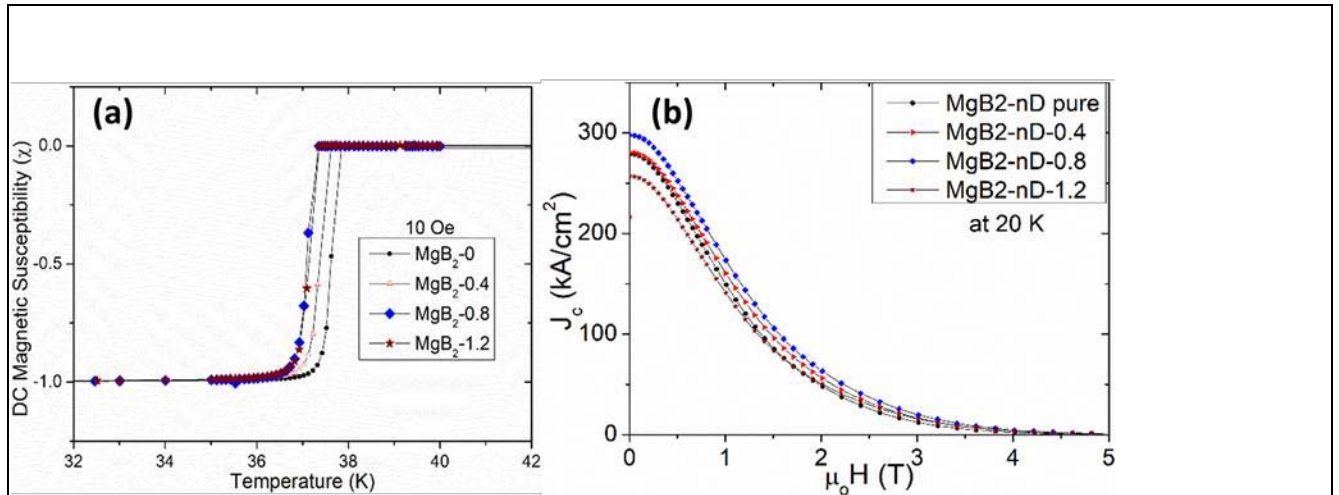 (a)
0.0
-0.5
-1.0
DC Magnetic Susceptibility (χ)
10 Oe
MgB₂-0
MgB₂-0.4
MgB₂-0.8
MgB₂-1.2
32 34 36 38 40 42
Temperature (K)
(b)
300
200
100
0
J_c (kA/cm²)
MgB2-nD pure
MgB2-nD-0.4
MgB2-nD-0.8
MgB2-nD-1.2
at 20 K
0 1 2 3 4 5
μ₀H (T)